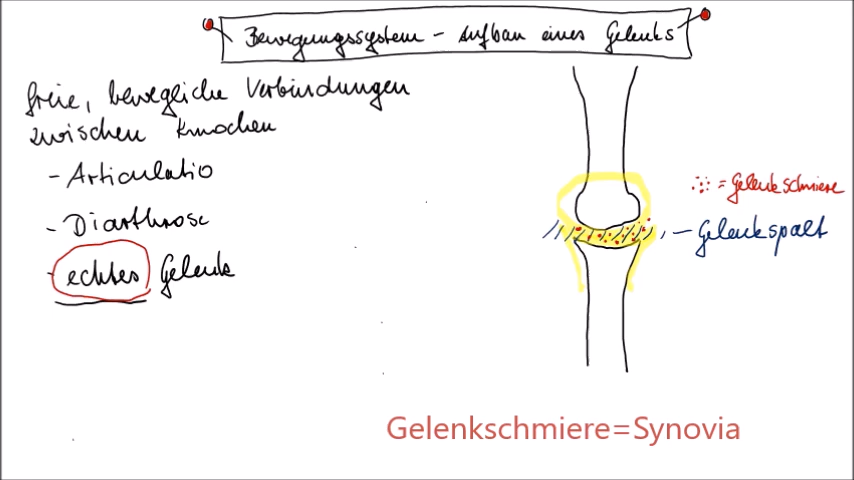 Bewegungssystem - Aufbau eines Gelenks
freie, bewegliche Verbindungen
zwischen Knochen
- Articulatio
- Diarthrose
- echtes Gelenk
= Gelenkschmiere
- Gelenkspalt
Gelenkschmiere=Synovia